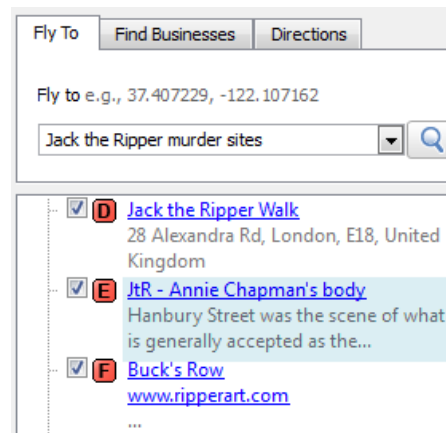 Fly To Find Businesses Directions
Fly to e.g., 37.407229, -122.107162
Jack the Ripper murder sites
D Jack the Ripper Walk
28 Alexandra Rd, London, E18, United
Kingdom
E JtR - Annie Chapman's body
Hanbury Street was the scene of what
is generally accepted as the...
F Buck's Row
www.ripperart.com
...